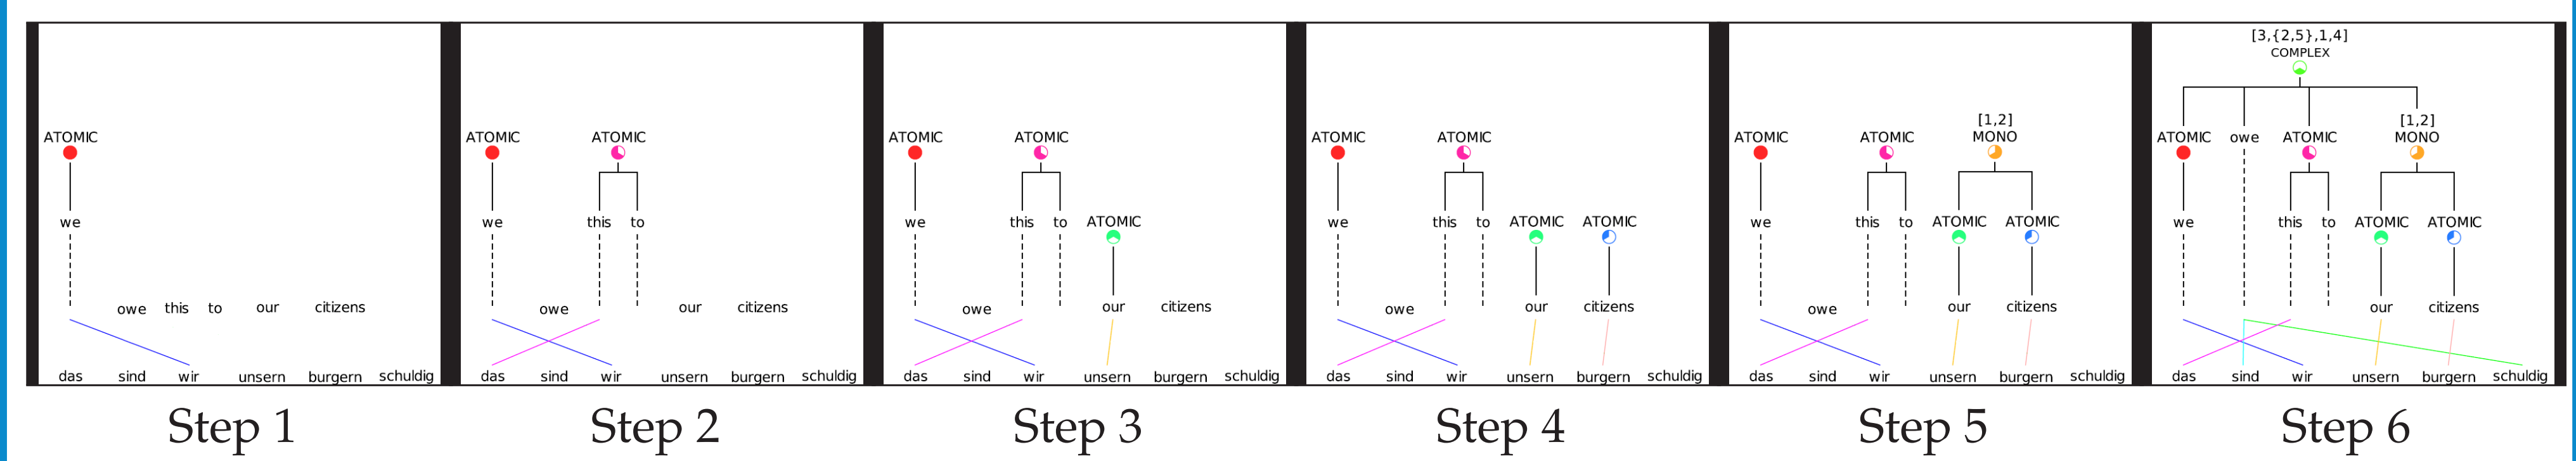 ATOMIC
we
owe this to our citizens
das sind wir unsern burgern schuldig
Step 1
ATOMIC ATOMIC
we this to
owe our citizens
das sind wir unsern burgern schuldig
Step 2
ATOMIC ATOMIC
we this to ATOMIC
owe our citizens
das sind wir unsern burgern schuldig
Step 3
ATOMIC ATOMIC
we this to ATOMIC ATOMIC
owe our citizens
das sind wir unsern burgern schuldig
Step 4
[1,2]
ATOMIC ATOMIC MONO
we this to ATOMIC ATOMIC
owe our citizens
das sind wir unsern burgern schuldig
Step 5
[3,{2,5},1,4]
COMPLEX
[1,2]
ATOMIC owe ATOMIC MONO
we this to ATOMIC ATOMIC
our citizens
das sind wir unsern burgern schuldig
Step 6